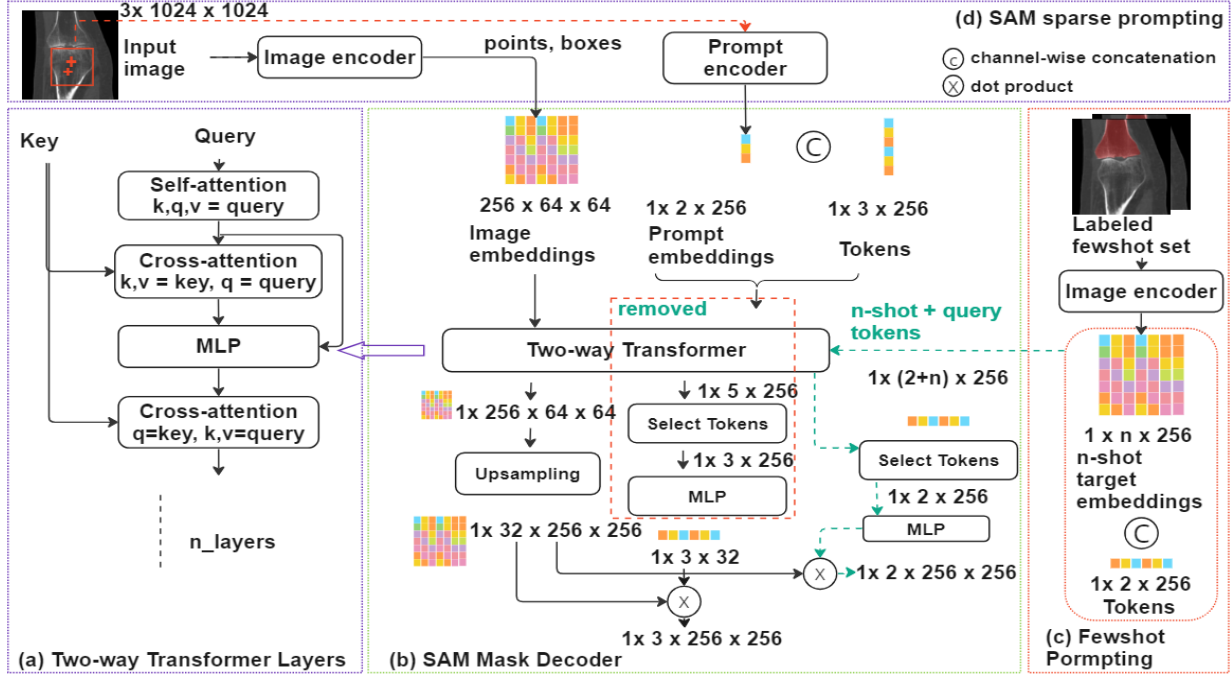 3x 1024 x 1024
(d) SAM sparse prompting
Input
image
Image encoder
points, boxes
Prompt
encoder
C channel-wise concatenation
X dot product
Key
Query
Self-attention
k,q,v = query
Cross-attention
k,v = key, q = query
MLP
Cross-attention
q=key, k,v=query
n_layers
(a) Two-way Transformer Layers
256 x 64 x 64
Image
embeddings
1x 2 x 256
Prompt
embeddings
C
1x 3 x 256
Tokens
removed
n-shot + query
tokens
Two-way Transformer
1x (2+n) x 256
1x 256 x 64 x 64
1x 5 x 256
Select Tokens
1x 3 x 256
MLP
Upsampling
Select Tokens
1x 2 x 256
MLP
1x 32 x 256 x 256
1x 3 x 32
X
1x 2 x 256 x 256
X
1x 3 x 256 x 256
(b) SAM Mask Decoder
Labeled
fewshot set
Image encoder
1 x n x 256
n-shot
target
embeddings
C
1x 2 x 256
Tokens
(c) Fewshot
Pormpting